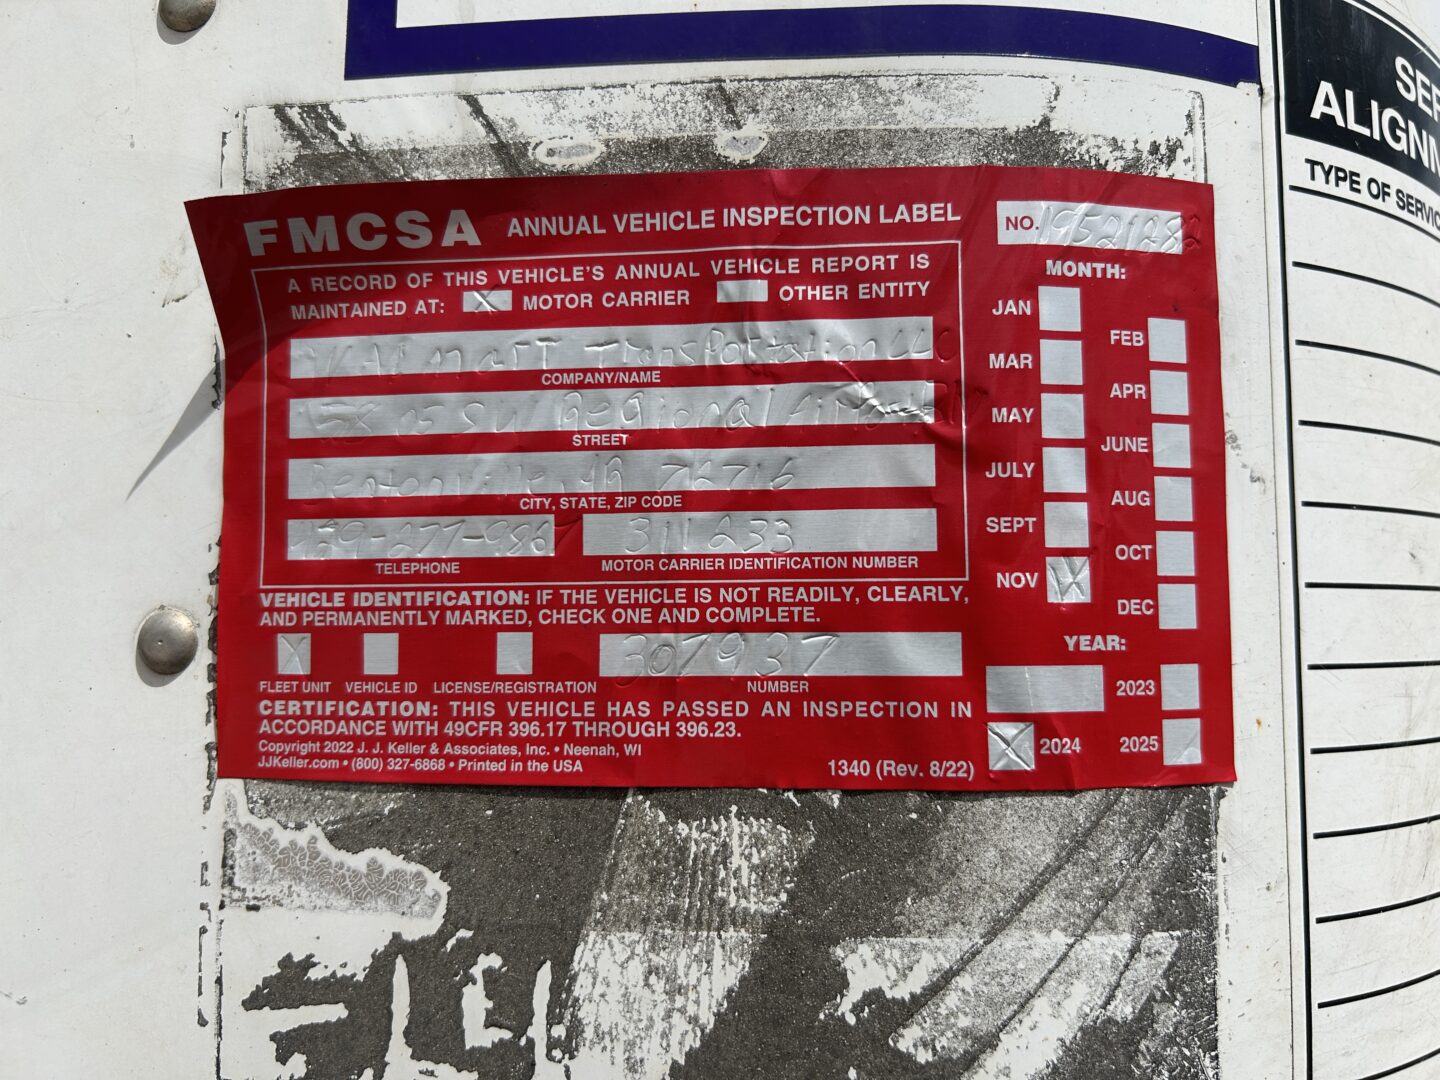 FMCSA ANNUAL VEHICLE INSPECTION LABEL
NO.
A RECORD OF THIS VEHICLE'S ANNUAL VEHICLE REPORT IS
MAINTAINED AT: X MOTOR CARRIER OTHER ENTITY
WAlmarT TransPortation LLC
COMPANY/NAME
Regional Airport
STREET
Bentonville, AR 72716
CITY, STATE, ZIP CODE
311233
TELEPHONE
MOTOR CARRIER IDENTIFICATION NUMBER
VEHICLE IDENTIFICATION: IF THE VEHICLE IS NOT READILY, CLEARLY,
AND PERMANENTLY MARKED, CHECK ONE AND COMPLETE.
X 307937
FLEET UNIT VEHICLE ID LICENSE/REGISTRATION NUMBER
CERTIFICATION: THIS VEHICLE HAS PASSED AN INSPECTION IN
ACCORDANCE WITH 49CFR 396.17 THROUGH 396.23.
Copyright 2022 J. J. Keller & Associates, Inc. • Neenah, WI
JJKeller.com • (800) 327-6868 • Printed in the USA
1340 (Rev. 8/22)
MONTH:
JAN
FEB
MAR
APR
MAY
JUNE
JULY
AUG
SEPT
OCT
NOV X
DEC
YEAR:
2023
X 2024 2025
ALIGNM
TYPE OF SERVIC